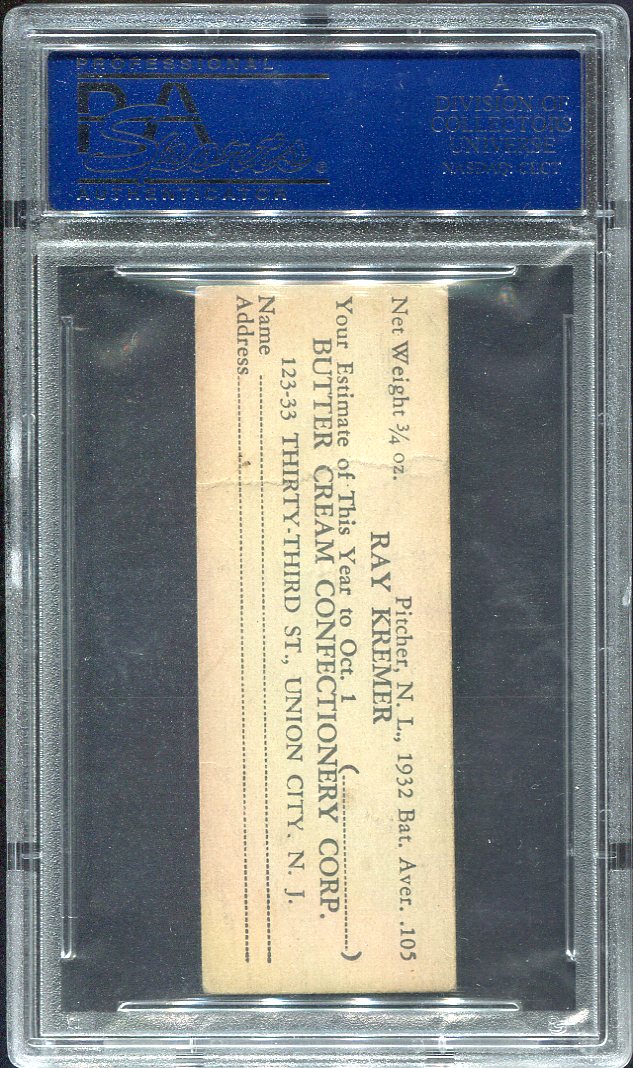 PROFESSIONAL
PSA
Sports®
AUTHENTICATOR
A
DIVISION OF
COLLECTORS
UNIVERSE
NASDAQ: CLCT
Net Weight ¾ oz. Pitcher, N. L., 1932 Bat. Aver. .105
RAY KREMER
Your Estimate of This Year to Oct. 1 (....................)
BUTTER CREAM CONFECTIONERY CORP.
123-33 THIRTY-THIRD ST., UNION CITY. N. J.
Name ....................
Address ....................